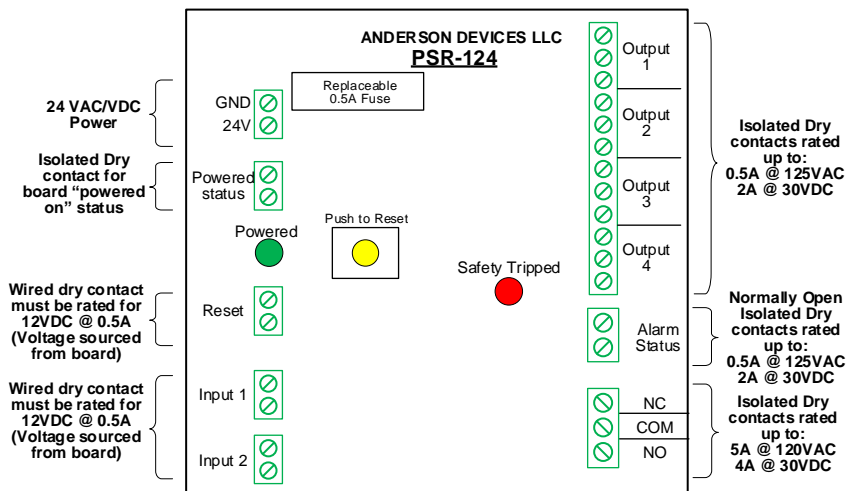 ANDERSON DEVICES LLC
PSR-124
Replaceable
0.5A Fuse
24 VAC/VDC
Power
GND
24V
Isolated Dry
contact for
board “powered
on” status
Powered
status
Powered
Push to Reset
Safety Tripped
Wired dry contact
must be rated for
12VDC @ 0.5A
(Voltage sourced
from board)
Reset
Wired dry contact
must be rated for
12VDC @ 0.5A
(Voltage sourced
from board)
Input 1
Input 2
Output
1
Output
2
Output
3
Output
4
Isolated Dry
contacts rated
up to:
0.5A @ 125VAC
2A @ 30VDC
Alarm
Status
Normally Open
Isolated Dry
contacts rated
up to:
0.5A @ 125VAC
2A @ 30VDC
NC
COM
NO
Isolated Dry
contacts rated
up to:
5A @ 120VAC
4A @ 30VDC